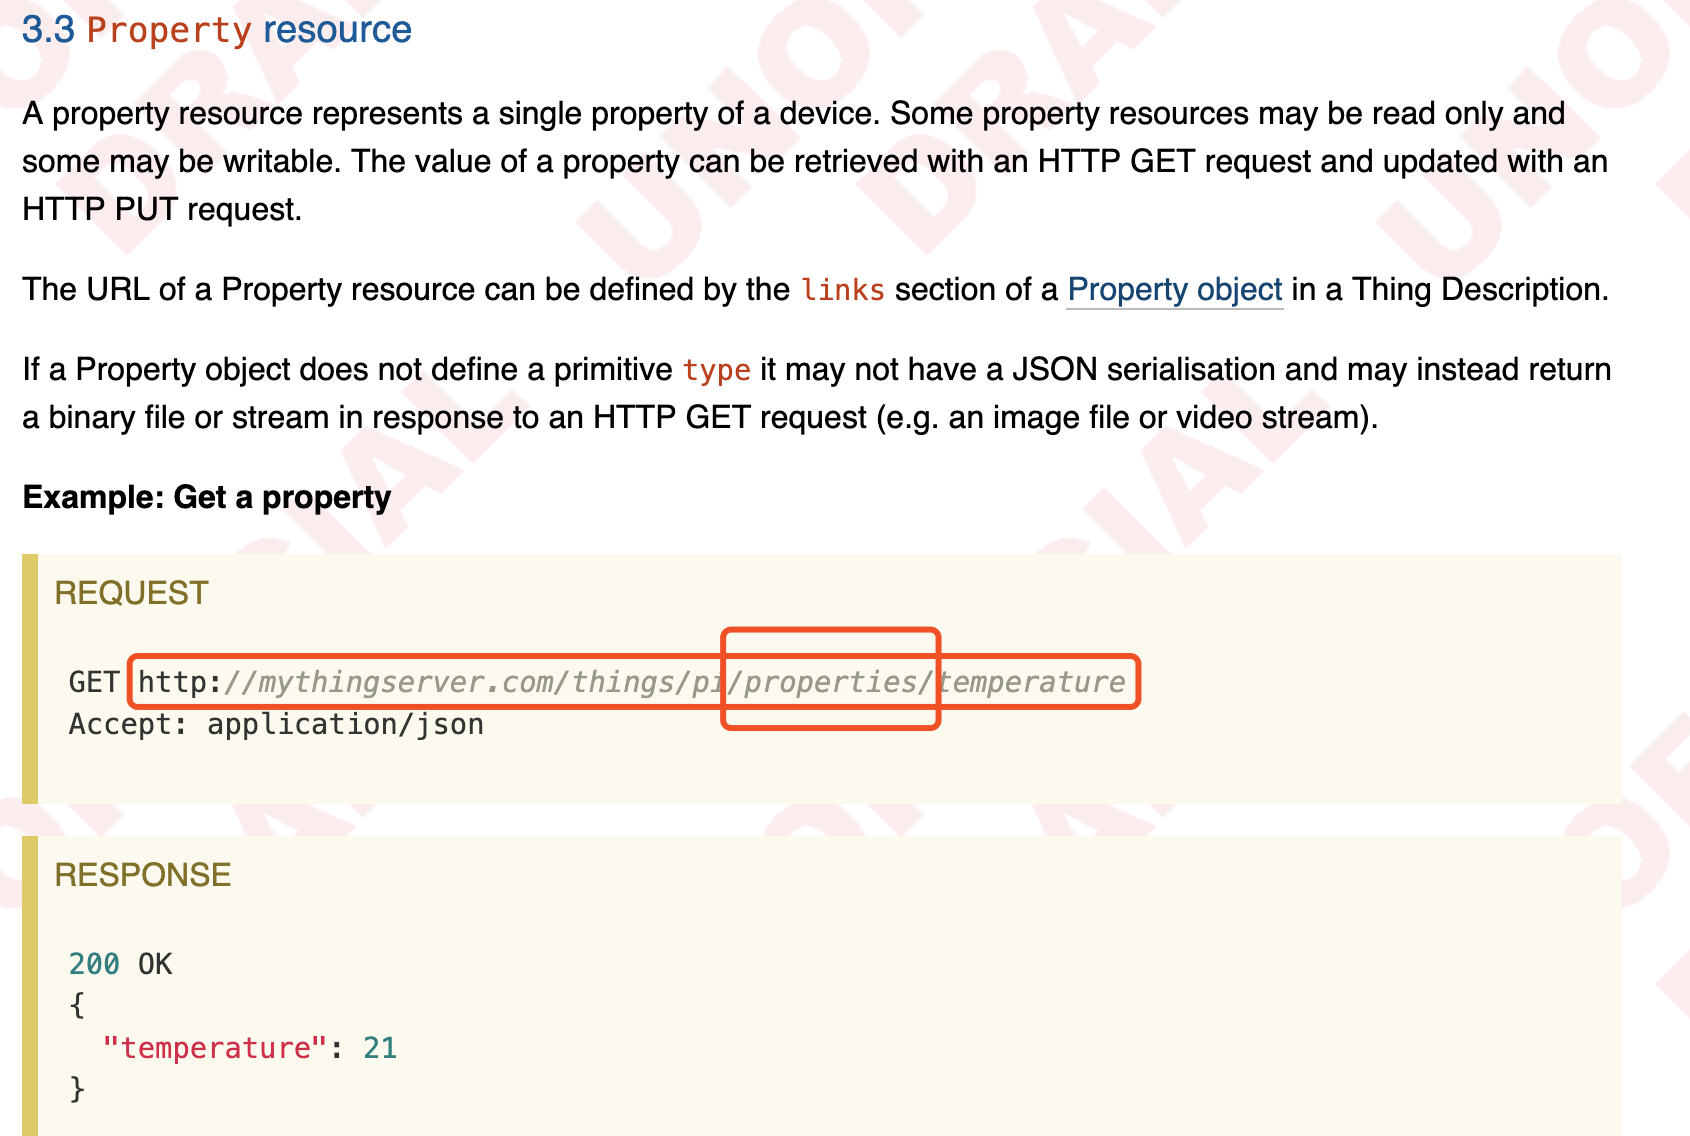 3.3 Property resource
A property resource represents a single property of a device. Some property resources may be read only and
some may be writable. The value of a property can be retrieved with an HTTP GET request and updated with an
HTTP PUT request.
The URL of a Property resource can be defined by the links section of a Property object in a Thing Description.
If a Property object does not define a primitive type it may not have a JSON serialisation and may instead return
a binary file or stream in response to an HTTP GET request (e.g. an image file or video stream).
Example: Get a property
REQUEST
GET http://mythingserver.com/things/pi/properties/temperature
Accept: application/json
RESPONSE
200 OK
{
"temperature": 21
}